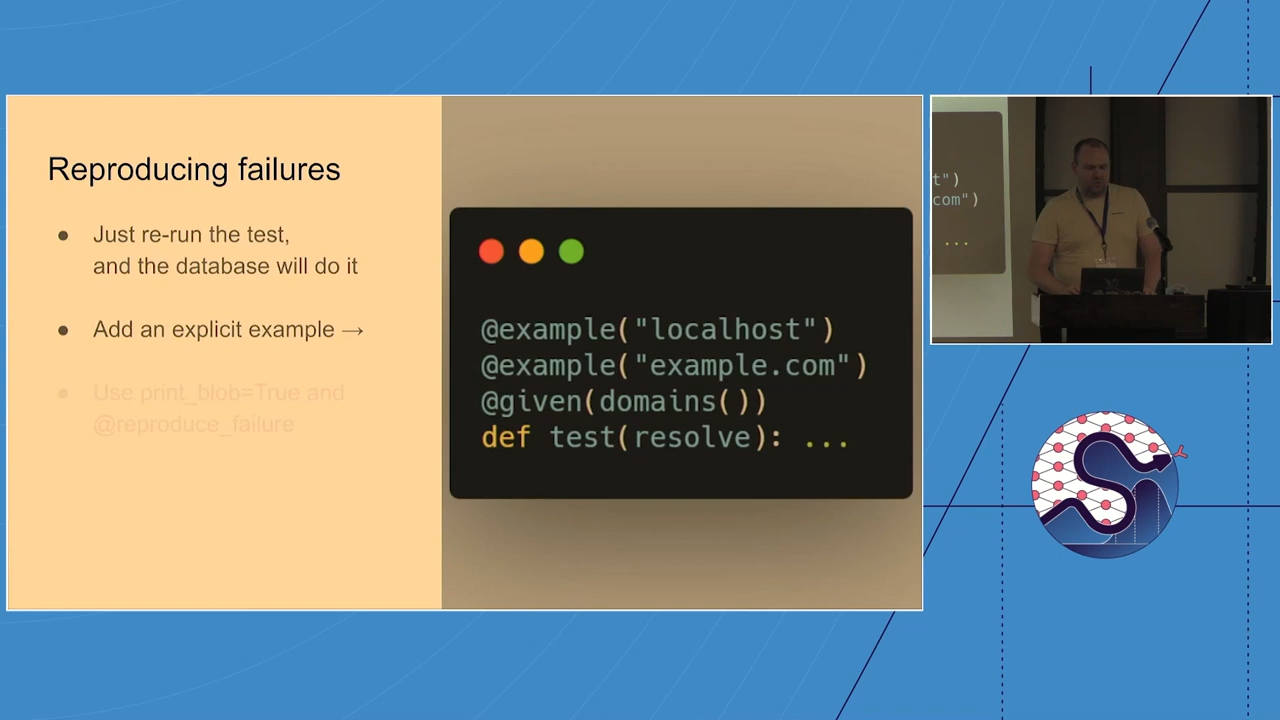 Reproducing failures
● Just re-run the test,
and the database will do it
● Add an explicit example →
● Use print_blob=True and
@reproduce_failure
@example("localhost")
@example("example.com")
@given(domains())
def test(resolve): ...
t")
com")
...